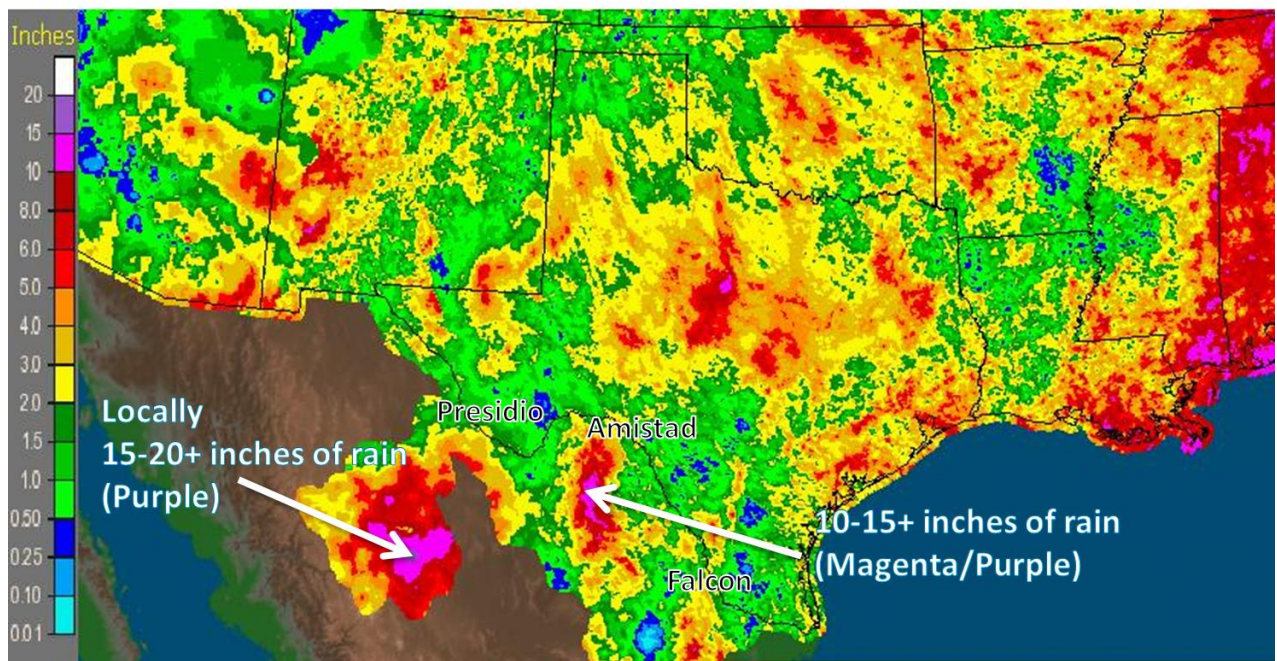 Inches
20
15
10
8.0
6.0
5.0
4.0
3.0
2.0
1.5
1.0
0.50
0.25
0.10
0.01
Presidio
Amistad
Locally
15-20+ inches of rain
(Purple)
10-15+ inches of rain
(Magenta/Purple)
Falcon